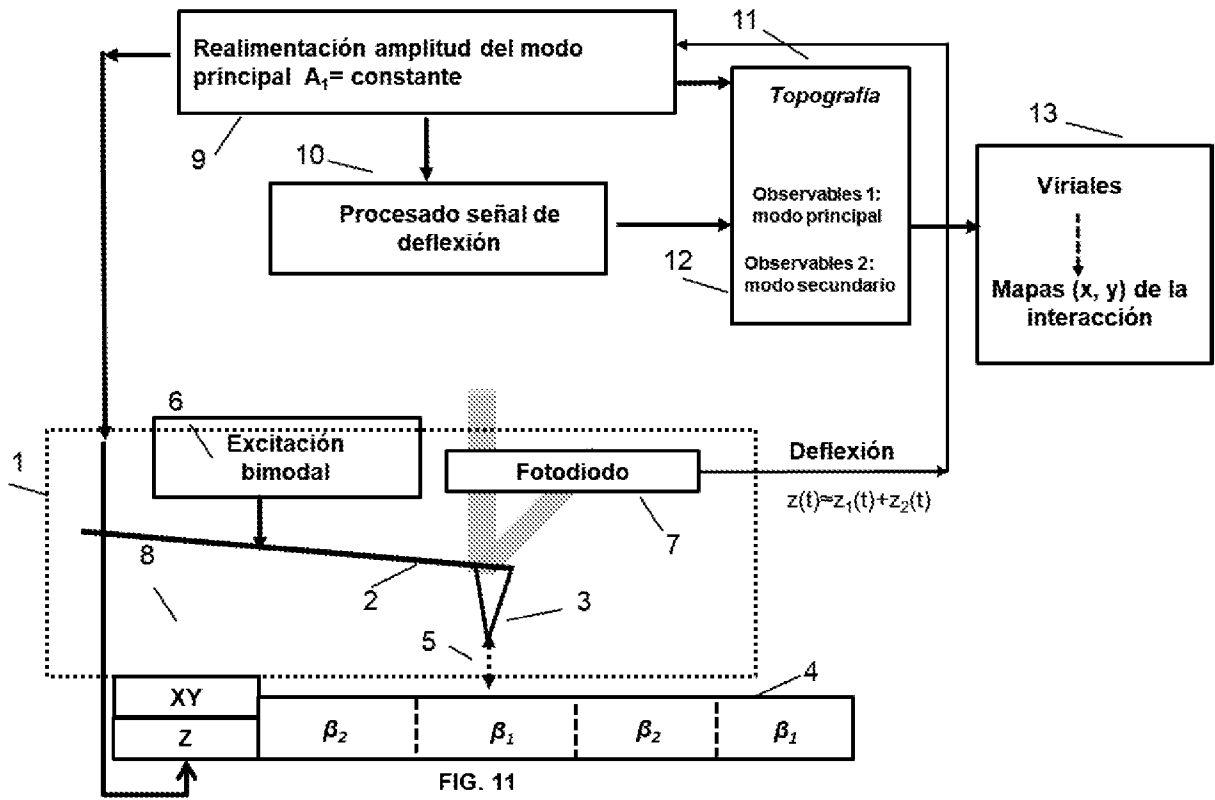 11
Realimentación amplitud del modo
principal A₁= constante
Topografía
13
9
10
Viriales
Procesado señal de
deflexión
Observables 1:
modo principal
Observables 2:
modo secundario
12
Mapas (x, y) de la
interacción
6
Excitación
bimodal
Fotodiodo
Deflexión
z(t)≈z₁(t)+z₂(t)
1
7
8
2
3
5
4
XY
Z
β₂
β₁
β₂
β₁
FIG. 11